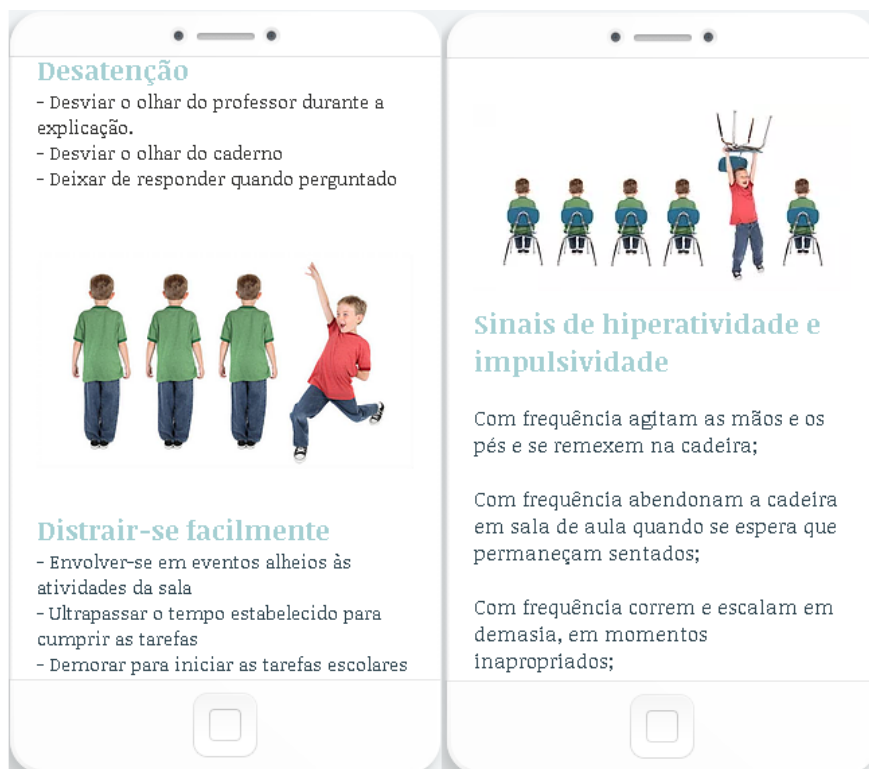 Desatenção
- Desviar o olhar do professor durante a
explicação.
- Desviar o olhar do caderno
- Deixar de responder quando perguntado
Distrair-se facilmente
- Envolver-se em eventos alheios às
atividades da sala
- Ultrapassar o tempo estabelecido para
cumprir as tarefas
- Demorar para iniciar as tarefas escolares
Sinais de hiperatividade e
impulsividade
Com frequência agitam as mãos e os
pés e se remexem na cadeira;
Com frequência abendonam a cadeira
em sala de aula quando se espera que
permaneçam sentados;
Com frequência correm e escalam em
demasia, em momentos
inapropriados;